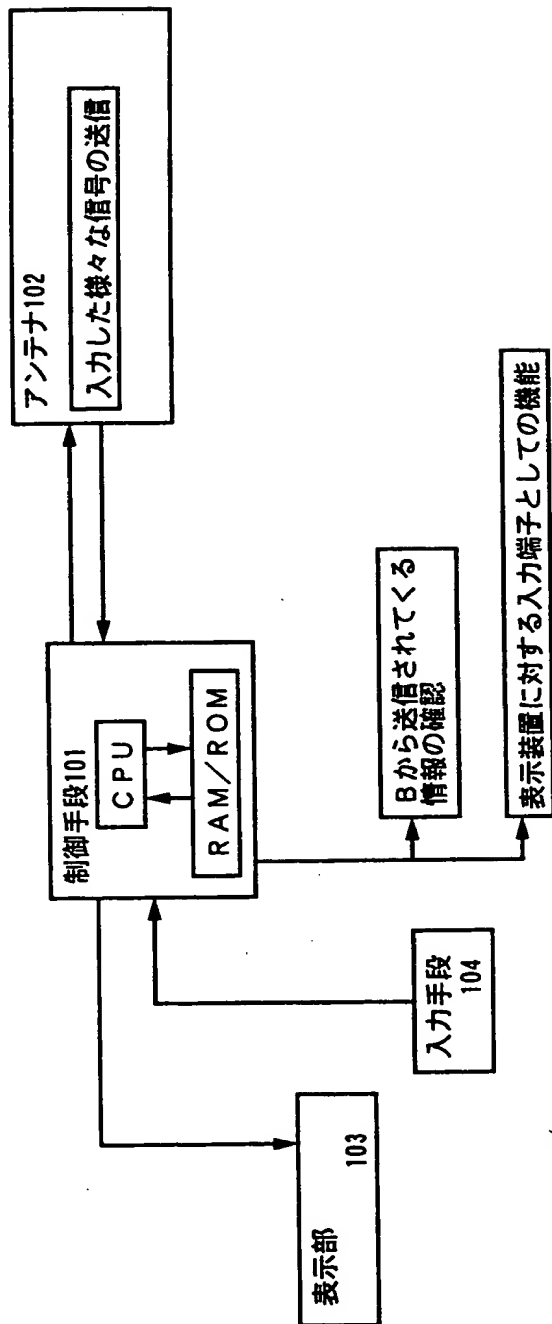 アンテナ102
入力した様々な信号の送信
制御手段101
CPU
RAM/ROM
Bから送信されてくる
情報の確認
表示装置に対する入力端子としての機能
入力手段
104
表示部
103